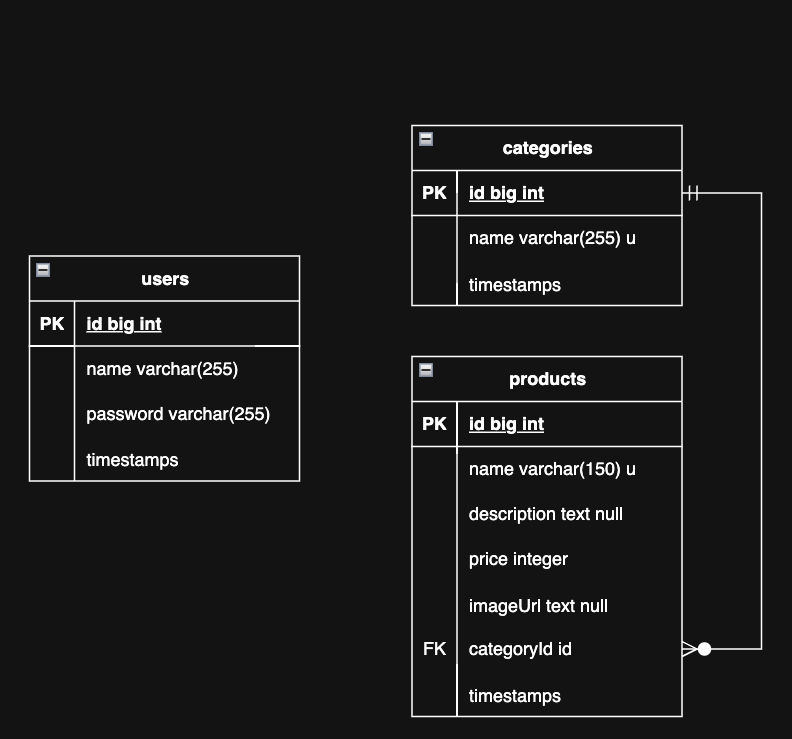 categories
PK id big int
name varchar(255) u
timestamps
users
PK id big int
name varchar(255)
password varchar(255)
timestamps
products
PK id big int
name varchar(150) u
description text null
price integer
imageUrl text null
FK categoryId id
timestamps